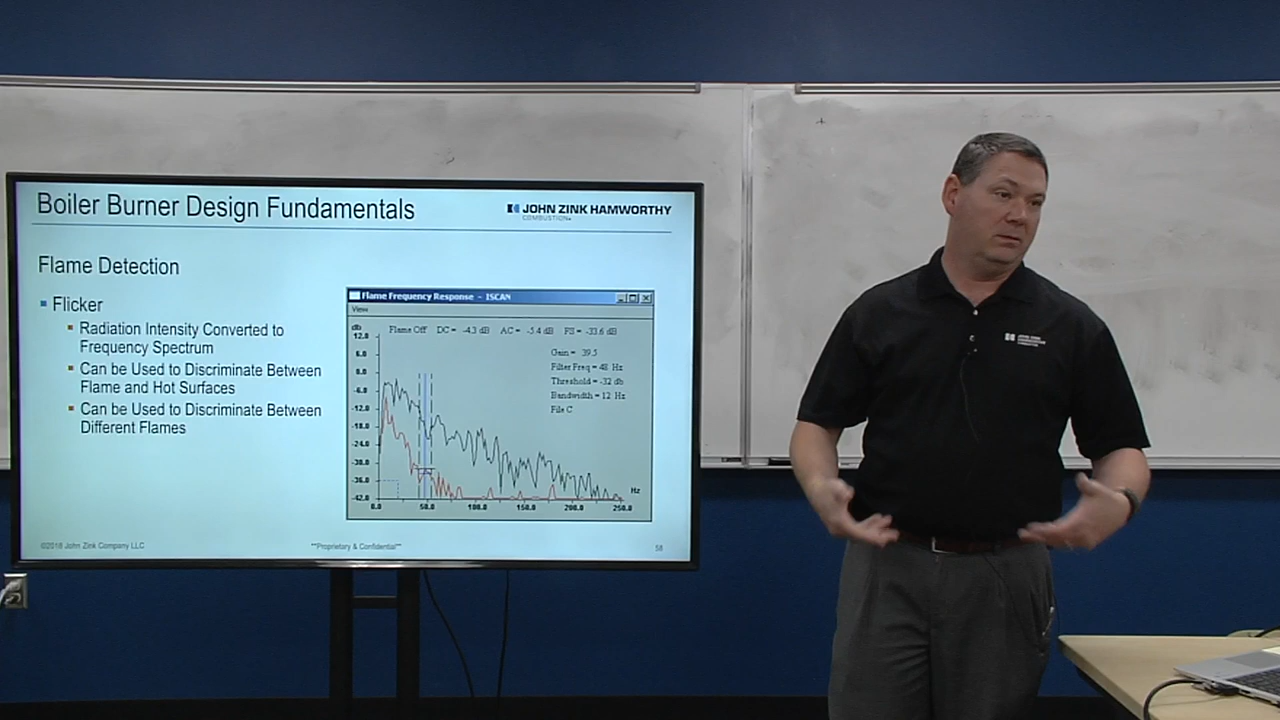 Boiler Burner Design Fundamentals
JOHN ZINK HAMWORTHY
COMBUSTION
Flame Detection
Flicker
Radiation Intensity Converted to
Frequency Spectrum
Can be Used to Discriminate Between
Flame and Hot Surfaces
Can be Used to Discriminate Between
Different Flames
Flame Frequency Response - ISCAN
View
db
Flame Off DC = -4.3 dB AC = -5.4 dB FS = -33.6 dB
12.0
6.0
0.0
-6.0
-12.0
-18.0
-24.0
-30.0
-36.0
-42.0
Gain = 39.5
Filter Freq = 48 Hz
Threshold = -32 db
Bandwidth = 12 Hz
File C
Hz
0.0 50.0 100.0 150.0 200.0 250.0
©2018 John Zink Company LLC
**Proprietary & Confidential**
58
JOHN ZINK
HAMWORTHY